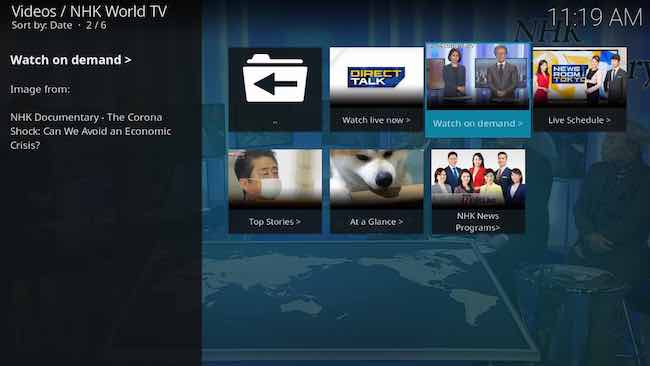 Videos / NHK World TV
Sort by: Date · 2 / 6
11:19 AM
NHK
Watch on demand >
Image from:
NHK Documentary - The Corona
Shock: Can We Avoid an Economic
Crisis?
..
DIRECT
TALK
Watch live now >
Watch on demand >
NEWS
ROOM
TOKYO
Live Schedule >
Top Stories >
At a Glance >
NHK News
Programs>